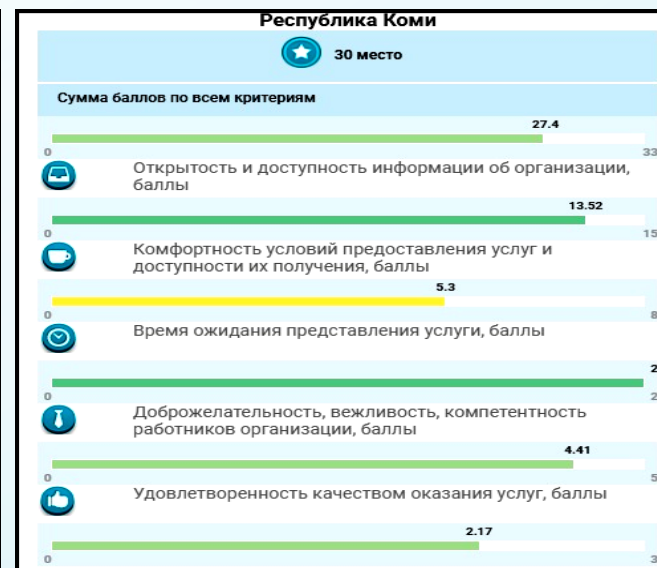 Республика Коми
30 место
Сумма баллов по всем критериям
27.4
0 33
Открытость и доступность информации об организации,
баллы
13.52
0 15
Комфортность условий предоставления услуг и
доступности их получения, баллы
5.3
0 8
Время ожидания представления услуги, баллы
2
0 2
Доброжелательность, вежливость, компетентность
работников организации, баллы
4.41
0 5
Удовлетворенность качеством оказания услуг, баллы
2.17
0 3